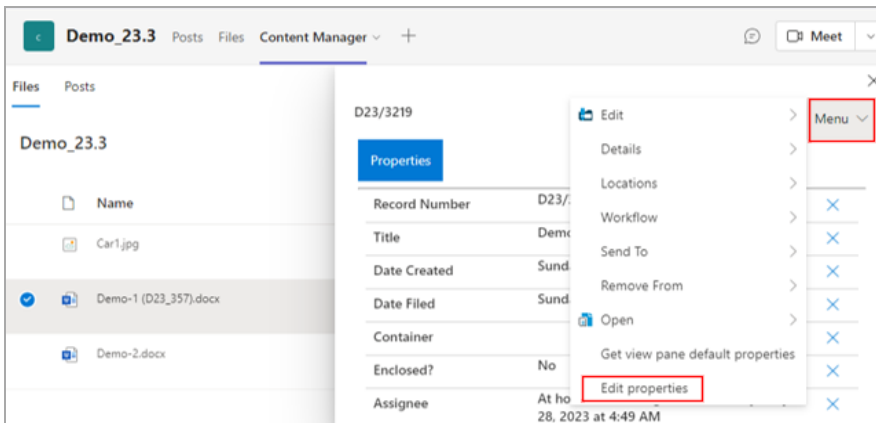 Demo_23.3 Posts Files Content Manager
Meet
Files Posts
Demo_23.3
Name
Car1.jpg
Demo-1 (D23_357).docx
Demo-2.docx
D23/3219
Menu
Properties
Record Number D23/
Title Demo
Date Created Sund
Date Filed Sund
Container
Enclosed? No
Assignee At ho
28, 2023 at 4:49 AM
Edit
Details
Locations
Workflow
Send To
Remove From
Open
Get view pane default properties
Edit properties